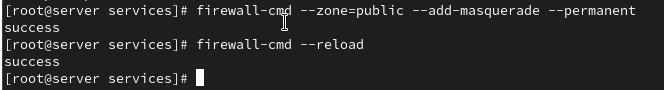 [root@server services]# firewall-cmd --zone=public --add-masquerade --permanent
success
[root@server services]# firewall-cmd --reload
success
[root@server services]#